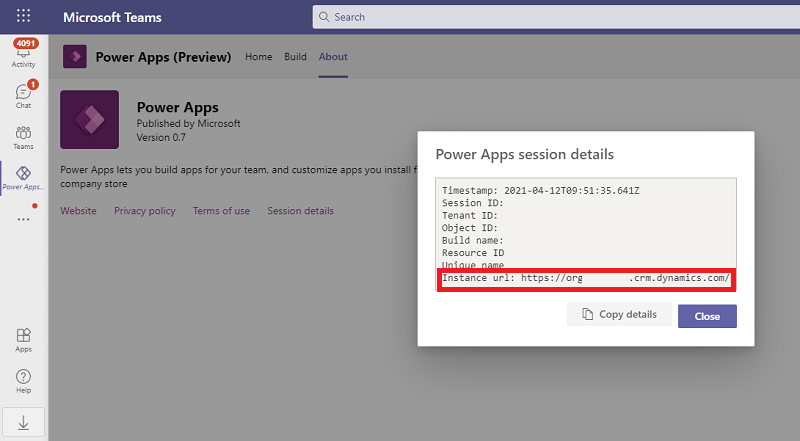 Microsoft Teams
Search
4091
Activity
1
Chat
Teams
Power Apps...
Apps
Help
Power Apps (Preview) Home Build About
Power Apps
Published by Microsoft
Version 0.7
Power Apps lets you build apps for your team, and customize apps you install f
company store
Website Privacy policy Terms of use Session details
Power Apps session details
Timestamp: 2021-04-12T09:51:35.641Z
Session ID:
Tenant ID:
Object ID:
Build name:
Resource ID
Unique name
Instance url: https://org .crm.dynamics.com/
Copy details
Close